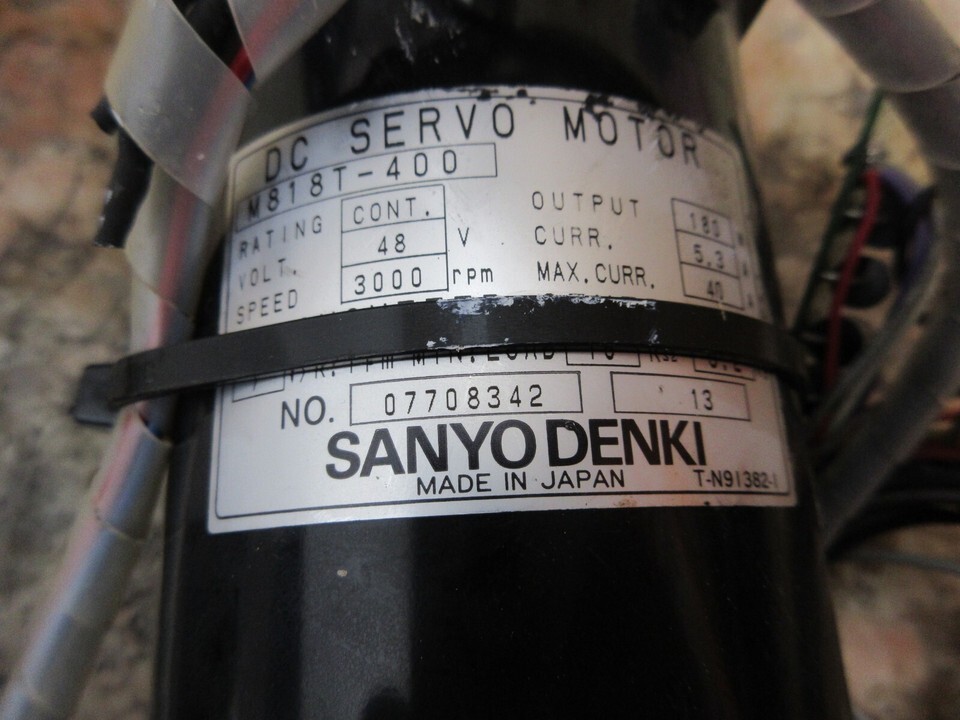 DC SERVO MOTOR
M818T-400
RATING CONT. OUTPUT 180 W
VOLT. 48 V CURR. 5.3 A
SPEED 3000 rpm MAX.CURR. 40 A
NO. 07708342 13
SANYO DENKI
MADE IN JAPAN T-N91382-1